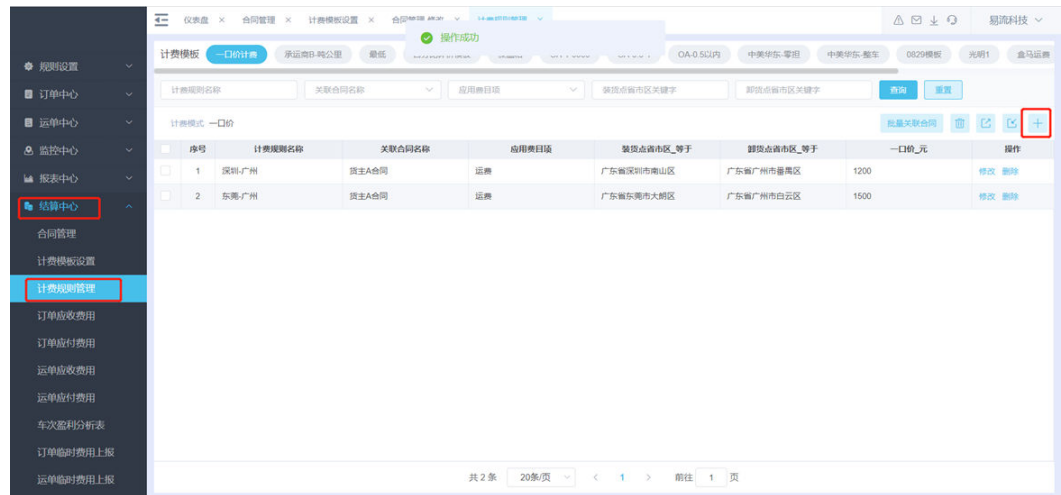 仪表盘 × 合同管理 × 计费模板设置 × 合同管理 修改 × 计费规则管理 × 易流科技
操作成功
计费模板 一口价计费 承运商B-吨公里 最低 OA-0.5以内 中美华东-零担 中美华东-整车 0829模板 光明1 盒马运费
规则设置
计费规则名称 关联合同名称 应用费目项 装货点省市区关键字 卸货点省市区关键字 查询 重置
订单中心
运单中心
计费模式 一口价 批量关联合同
监控中心
序号 计费规则名称 关联合同名称 应用费目项 装货点省市区_等于 卸货点省市区_等于 一口价_元 操作
报表中心
1 深圳-广州 货主A合同 运费 广东省深圳市南山区 广东省广州市番禺区 1200 修改 删除
结算中心
2 东莞-广州 货主A合同 运费 广东省东莞市大朗区 广东省广州市白云区 1500 修改 删除
合同管理
计费模板设置
计费规则管理
订单应收费用
订单应付费用
运单应收费用
运单应付费用
车次盈利分析表
订单临时费用上报
运单临时费用上报
共 2 条 20条/页 1 前往 1 页